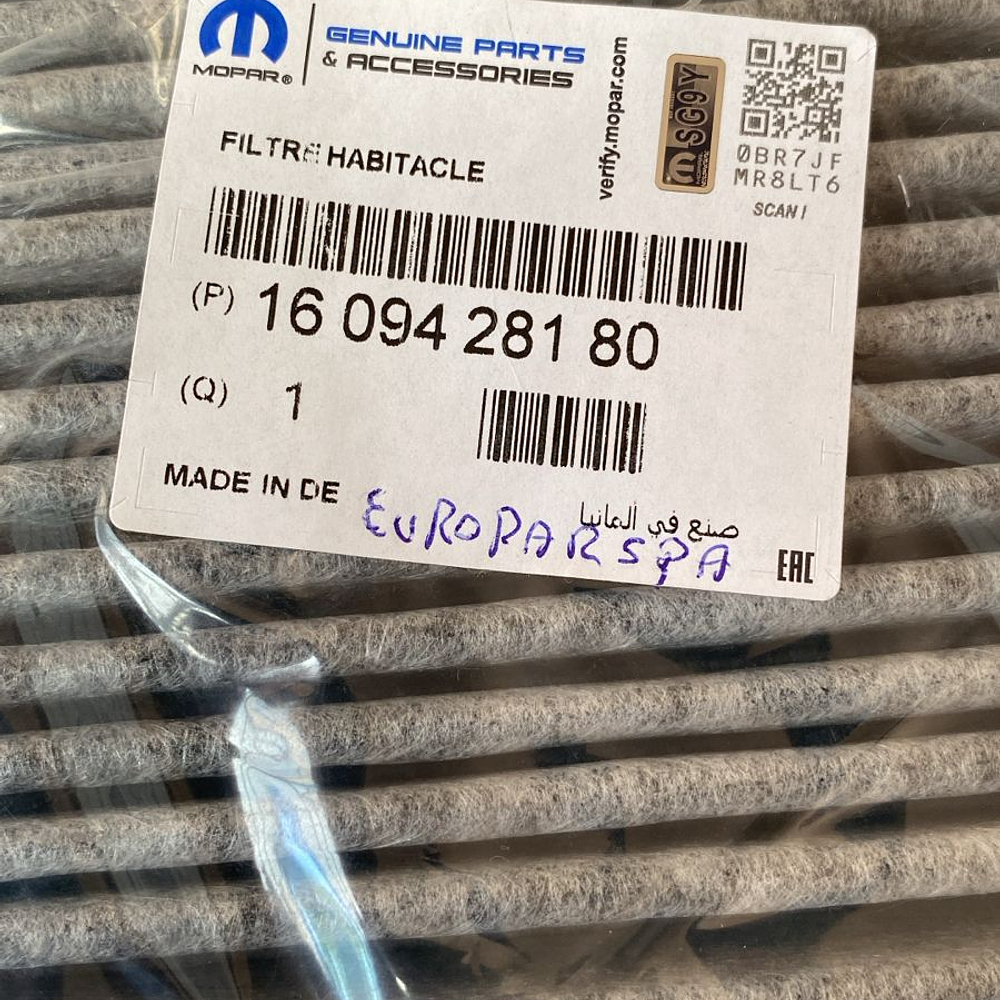 MOPAR®
GENUINE PARTS
& ACCESSORIES
verify.mopar.com
SG9Y
0BR7JF
MR8LT6
SCAN!
FILTRE HABITACLE
(P) 16 094 281 80
(Q) 1
MADE IN DE
صنع في المانيا
EUROPARSPA
EAC